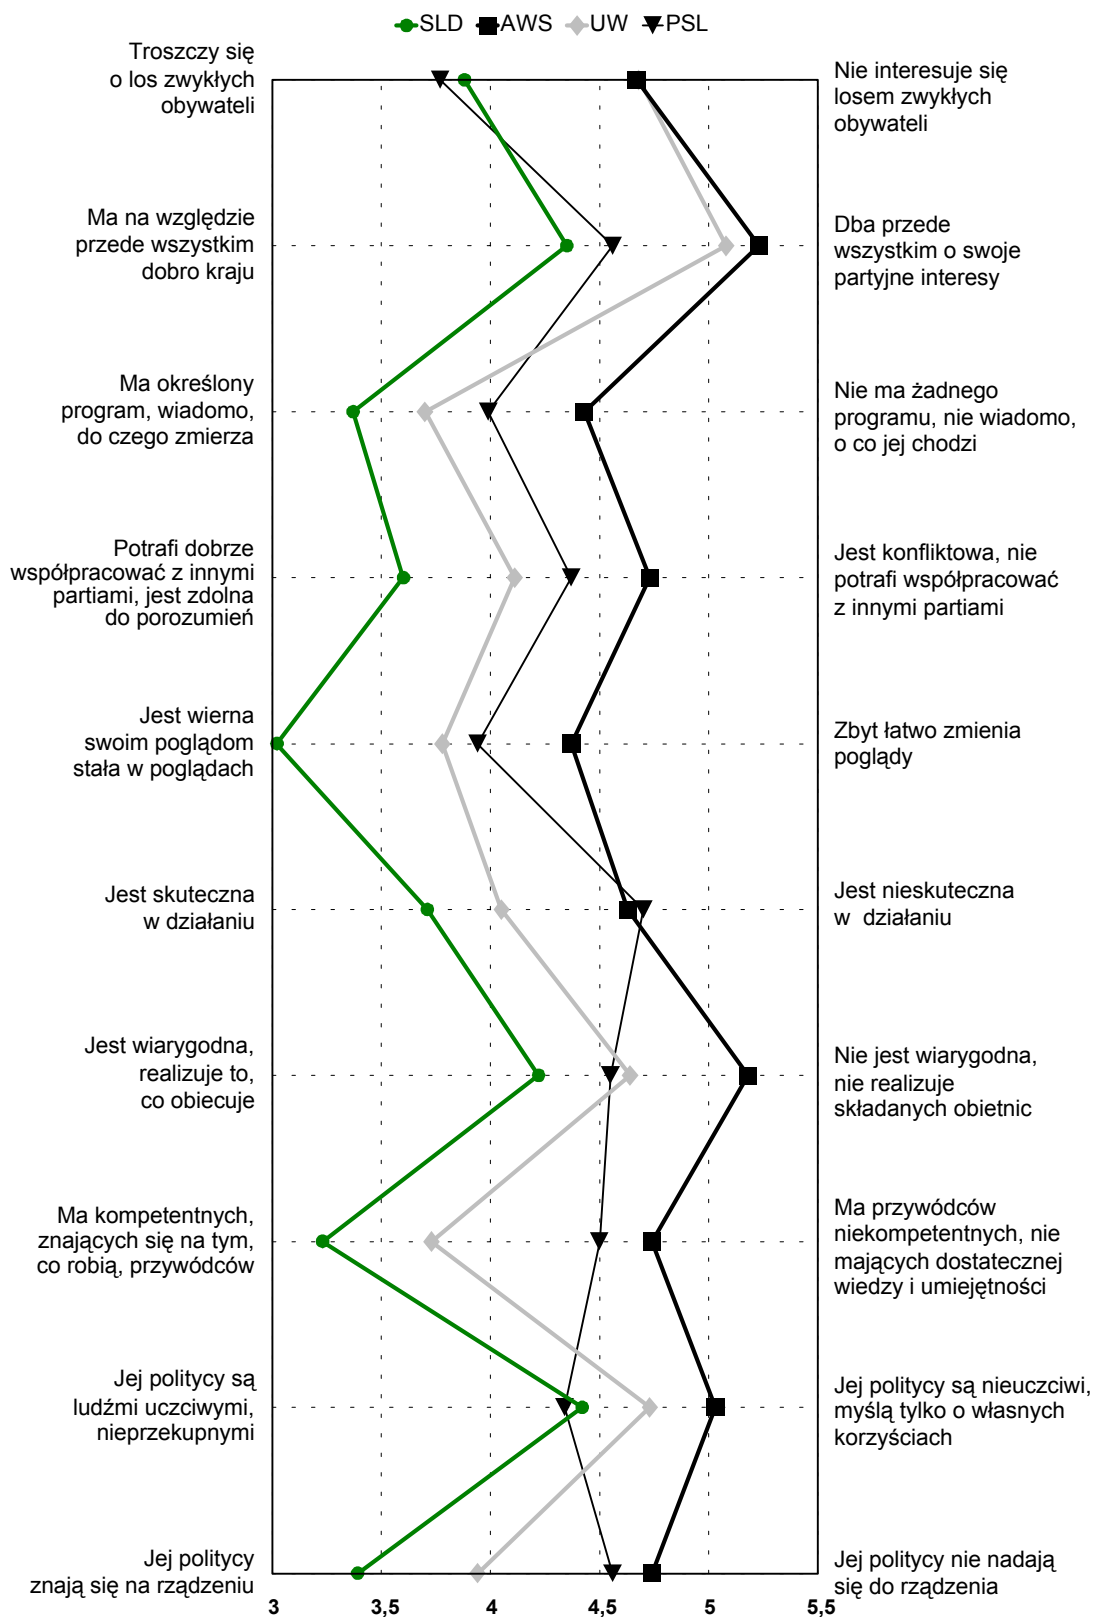 SLD AWS UW PSL
Troszczy się
o los zwykłych
obywateli
Nie interesuje się
losem zwykłych
obywateli
Ma na względzie
przede wszystkim
dobro kraju
Dba przede
wszystkim o swoje
partyjne interesy
Ma określony
program, wiadomo,
do czego zmierza
Nie ma żadnego
programu, nie wiadomo,
o co jej chodzi
Potrafi dobrze
współpracować z innymi
partiami, jest zdolna
do porozumień
Jest konfliktowa, nie
potrafi współpracować
z innymi partiami
Jest wierna
swoim poglądom
stała w poglądach
Zbyt łatwo zmienia
poglądy
Jest skuteczna
w działaniu
Jest nieskuteczna
w działaniu
Jest wiarygodna,
realizuje to,
co obiecuje
Nie jest wiarygodna,
nie realizuje
składanych obietnic
Ma kompetentnych,
znających się na tym,
co robią, przywódców
Ma przywódców
niekompetentnych, nie
mających dostatecznej
wiedzy i umiejętności
Jej politycy są
ludźmi uczciwymi,
nieprzekupnymi
Jej politycy są nieuczciwi,
myślą tylko o własnych
korzyściach
Jej politycy
znają się na rządzeniu
Jej politycy nie nadają
się do rządzenia
3 3,5 4 4,5 5 5,5